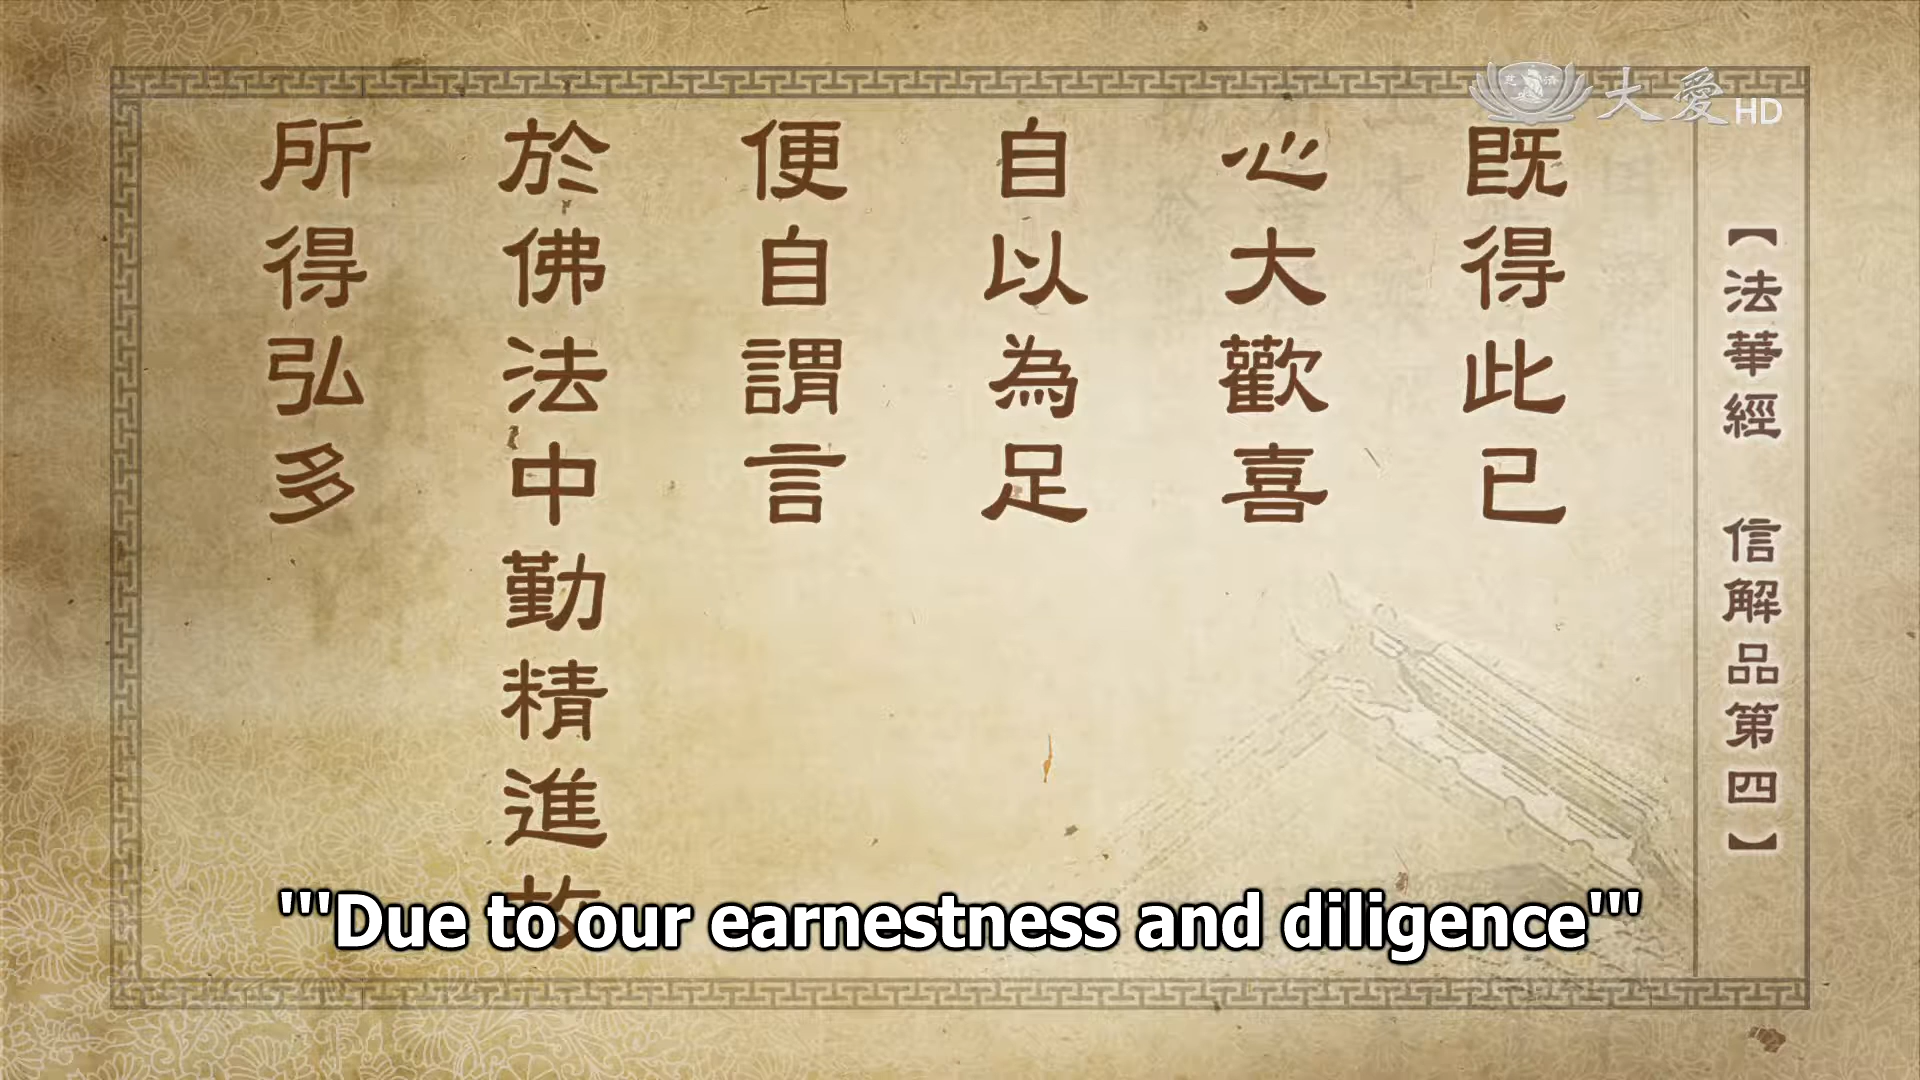 大愛HD
【法華經 信解品第四】
既得此已
心大歡喜
自以為足
便自謂言
於佛法中勤精進故
所得弘多
'''Due to our earnestness and diligence'''